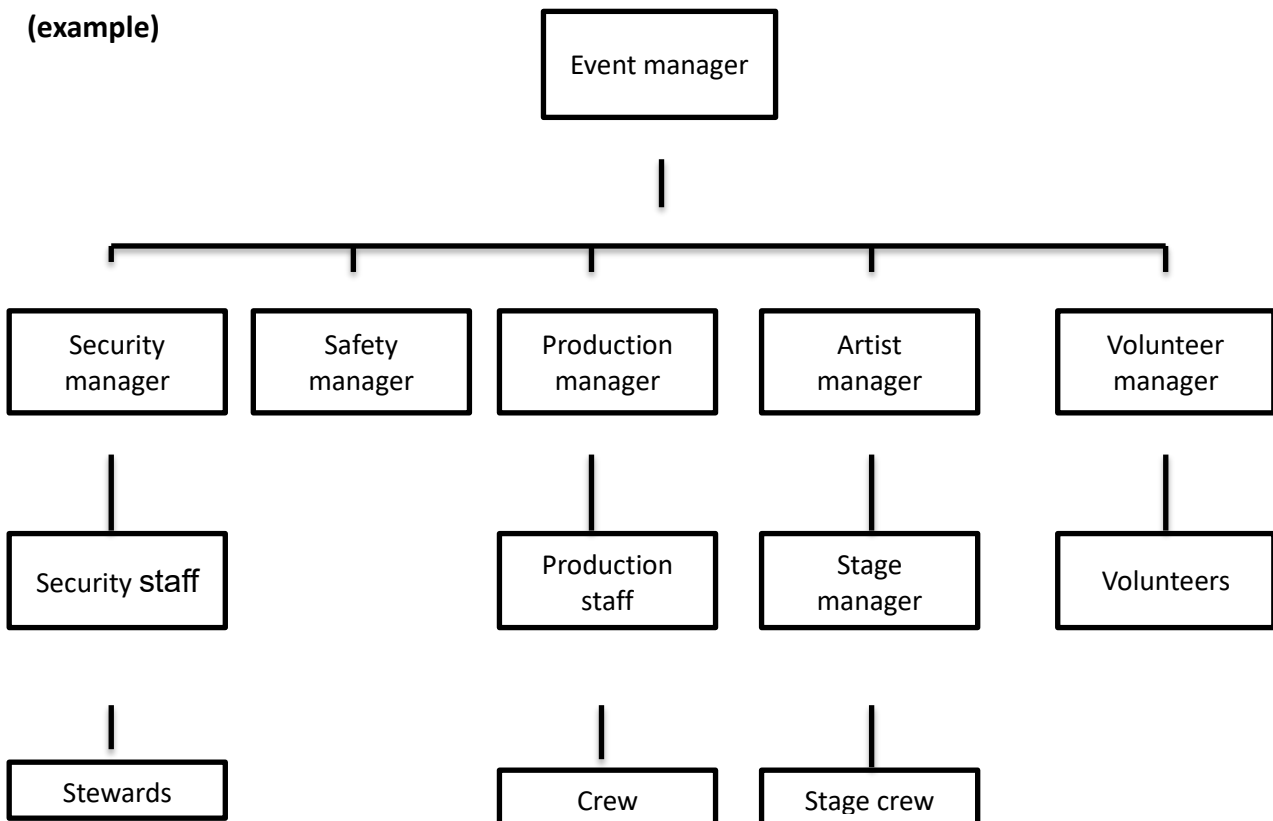 (example)
Event manager
Security
manager
Safety
manager
Production
manager
Artist
manager
Volunteer
manager
Security staff
Production
staff
Stage
manager
Volunteers
Stewards
Crew
Stage crew